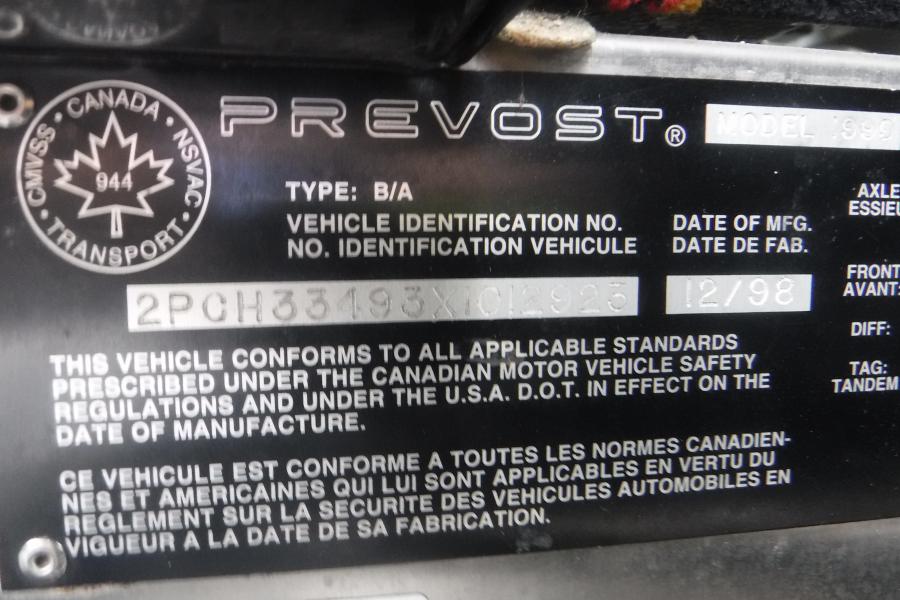 PREVOST®
MODEL 1999
CANADA · NSVAC · TRANSPORT · CMVSS ·
944
TYPE: B/A
AXLE
ESSIEU
VEHICLE IDENTIFICATION NO.
DATE OF MFG.
NO. IDENTIFICATION VEHICULE
DATE DE FAB.
FRONT
AVANT:
2PCH33493X1012923
12/98
DIFF:
TAG:
TANDEM
THIS VEHICLE CONFORMS TO ALL APPLICABLE STANDARDS
PRESCRIBED UNDER THE CANADIAN MOTOR VEHICLE SAFETY
REGULATIONS AND UNDER THE U.S.A. D.O.T. IN EFFECT ON THE
DATE OF MANUFACTURE.
CE VEHICULE EST CONFORME A TOUTES LES NORMES CANADIEN-
NES ET AMERICAINES QUI LUI SONT APPLICABLES EN VERTU DU
REGLEMENT SUR LA SECURITE DES VEHICULES AUTOMOBILES EN
VIGUEUR A LA DATE DE SA FABRICATION.